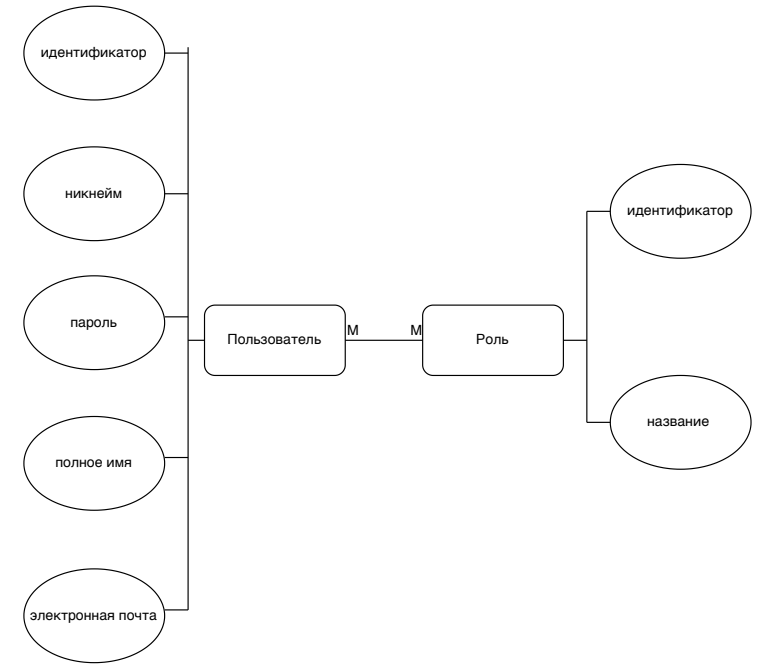 идентификатор
никнейм
пароль
полное имя
электронная почта
Пользователь
М
М
Роль
идентификатор
название